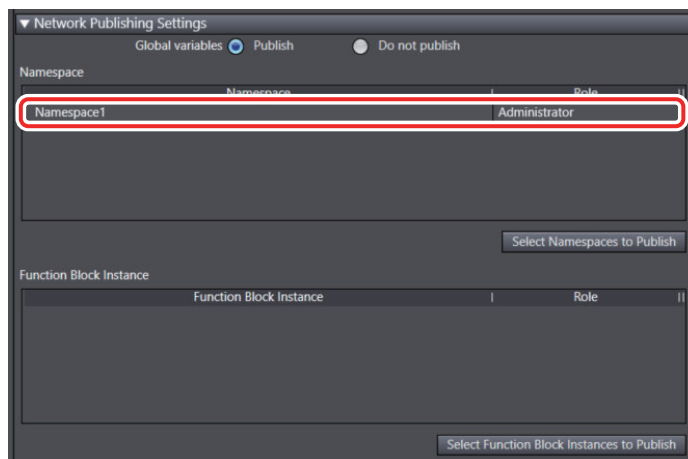 Network Publishing Settings
Global variables Publish Do not publish
Namespace
Namespace Role
Namespace1 Administrator
Select Namespaces to Publish
Function Block Instance
Function Block Instance Role
Select Function Block Instances to Publish